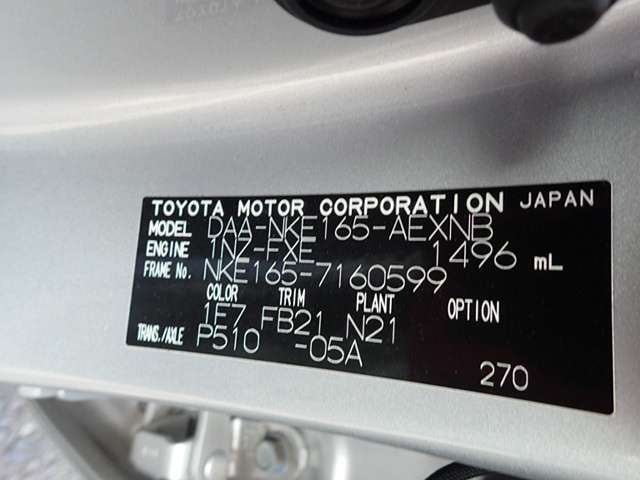 TOYOTA MOTOR CORPORATION JAPAN
MODEL DAA-NKE165-AEXNB
ENGINE 1NZ-FXE 1496 mL
FRAME No. NKE165-7160599
COLOR TRIM PLANT OPTION
1F7 FB21 N21
TRANS./AXLE P510 -05A
270